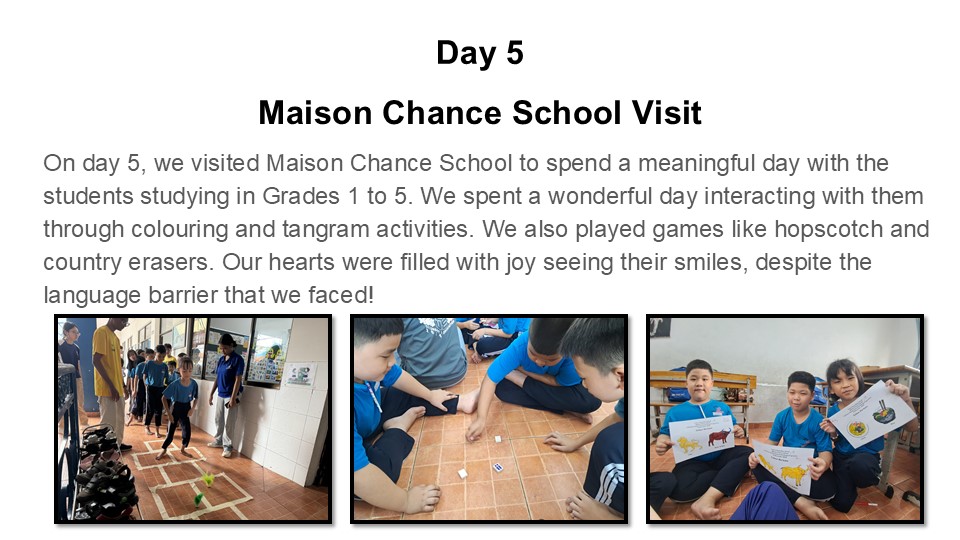 Day 5
Maison Chance School Visit
On day 5, we visited Maison Chance School to spend a meaningful day with the
students studying in Grades 1 to 5. We spent a wonderful day interacting with them
through colouring and tangram activities. We also played games like hopscotch and
country erasers. Our hearts were filled with joy seeing their smiles, despite the
language barrier that we faced!